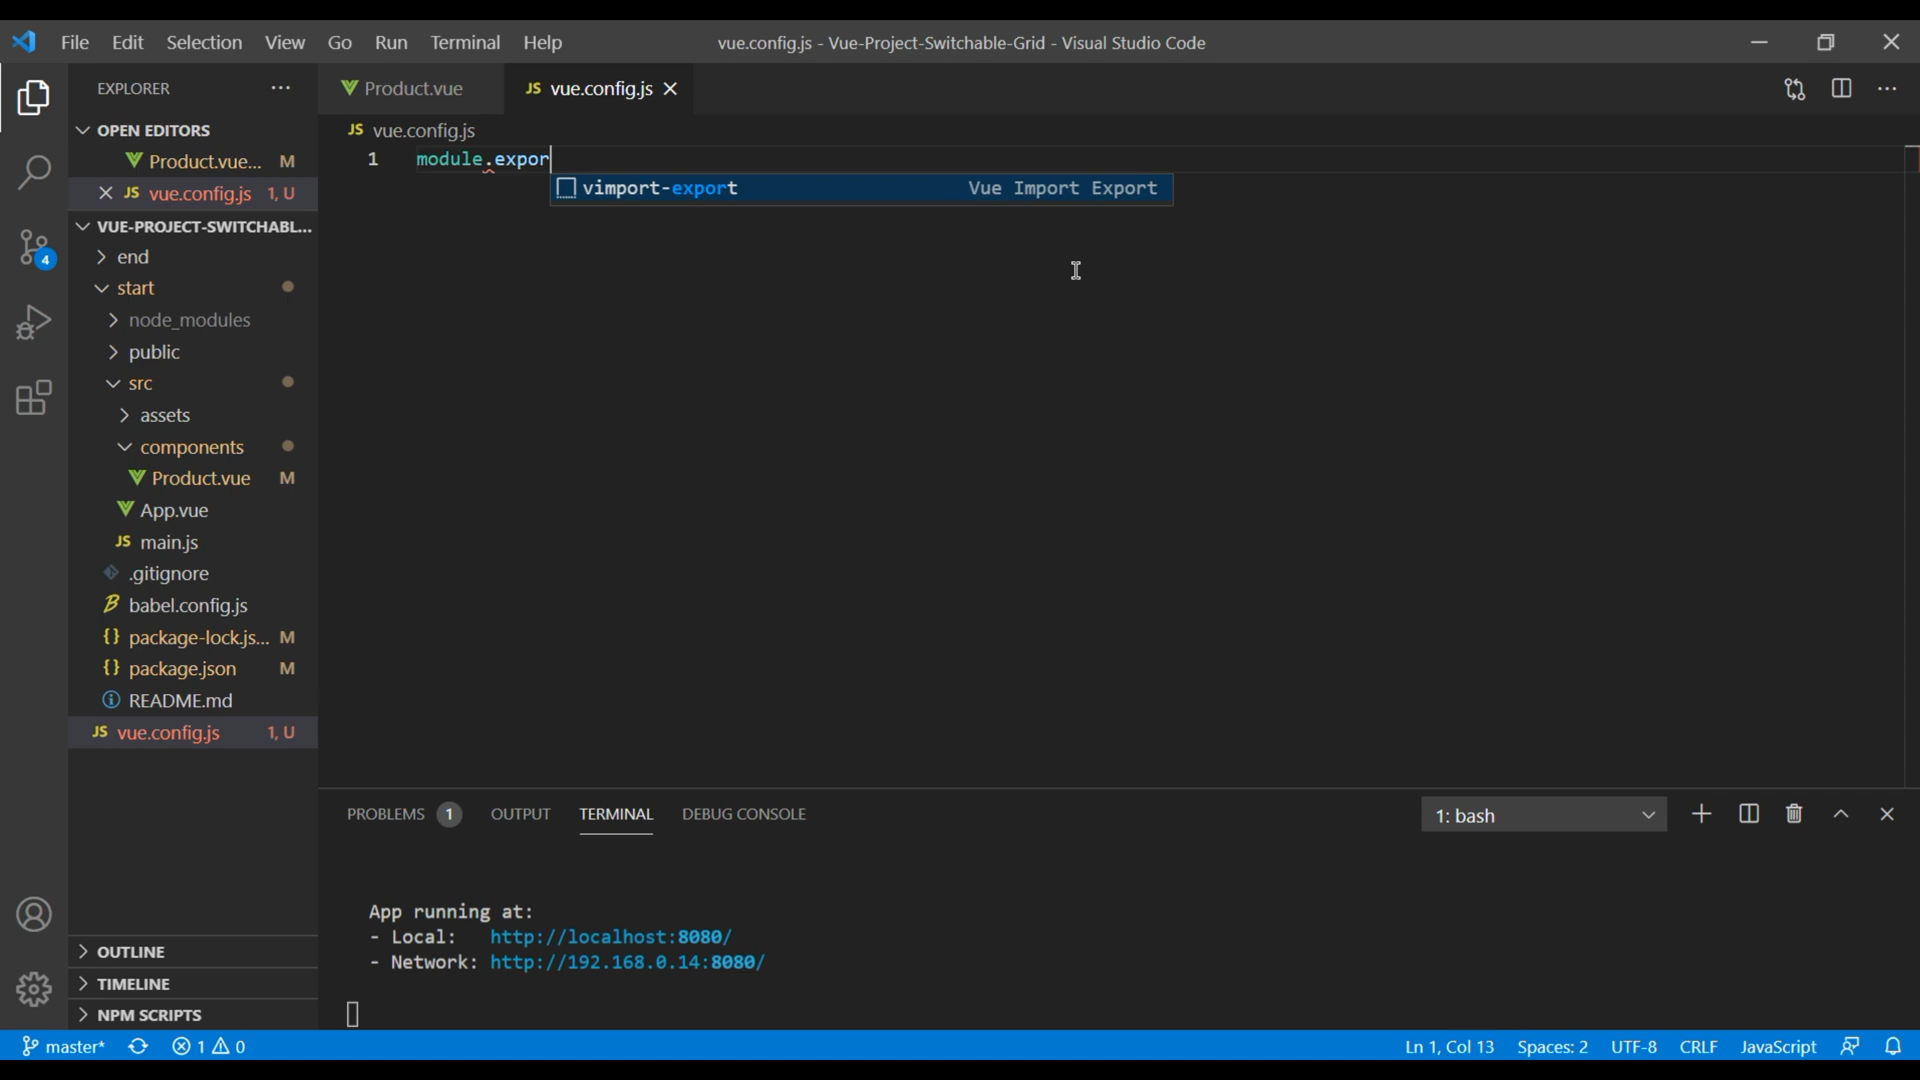 File Edit Selection View Go Run Terminal Help
vue.config.js - Vue-Project-Switchable-Grid - Visual Studio Code
EXPLORER
OPEN EDITORS
Product.vue... M
JS vue.config.js 1, U
VUE-PROJECT-SWITCHABL...
end
start
node_modules
public
src
assets
components
Product.vue M
App.vue
JS main.js
.gitignore
babel.config.js
{} package-lock.js... M
{} package.json M
README.md
JS vue.config.js 1, U
OUTLINE
TIMELINE
NPM SCRIPTS
4
Product.vue
JS vue.config.js
JS vue.config.js
1 module.expor
vimport-export Vue Import Export
PROBLEMS 1 OUTPUT TERMINAL DEBUG CONSOLE
1: bash
App running at:
- Local: http://localhost:8080/
- Network: http://192.168.0.14:8080/
master* 1 0
Ln 1, Col 13 Spaces: 2 UTF-8 CRLF JavaScript